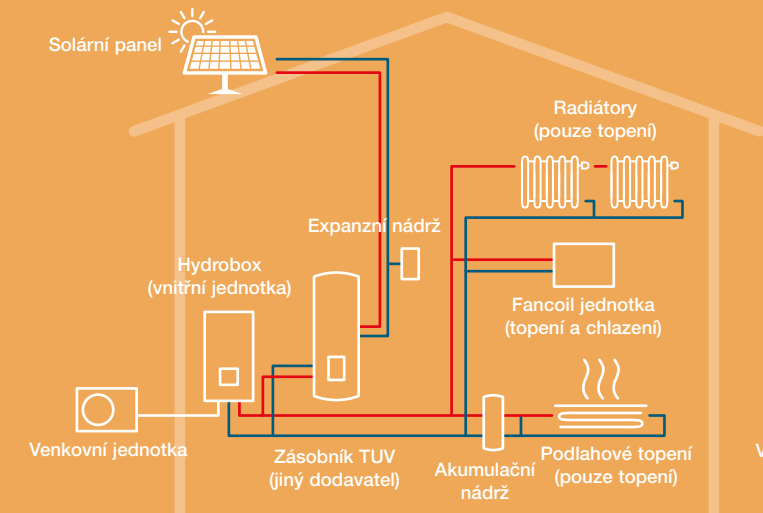 Solární panel
Radiátory
(pouze topení)
Expanzní nádrž
Hydrobox
(vnitřní jednotka)
Fancoil jednotka
(topení a chlazení)
Venkovní jednotka
Zásobník TUV
(jiný dodavatel)
Akumulační
nádrž
Podlahové topení
(pouze topení)
V